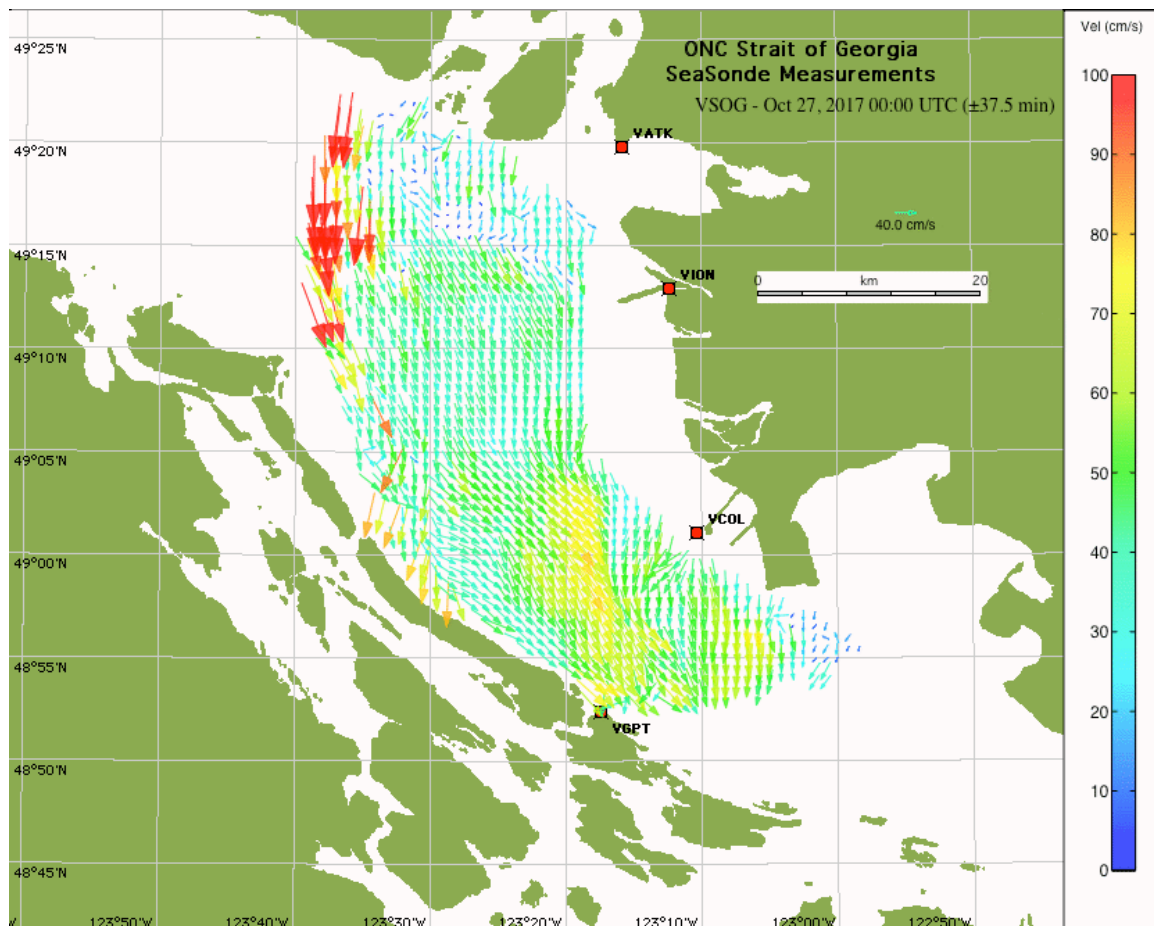 Vel (cm/s)
ONC Strait of Georgia
SeaSonde Measurements
VSOG - Oct 27, 2017 00:00 UTC (±37.5 min)
49°25'N
49°20'N
49°15'N
49°10'N
49°05'N
49°00'N
48°55'N
48°50'N
48°45'N
VATK
40.0 cm/s
VION
km
0 20
VCOL
VGPT
123°50'W 123°40'W 123°30'W 123°20'W 123°10'W 123°00'W 122°50'W
100
90
80
70
60
50
40
30
20
10
0